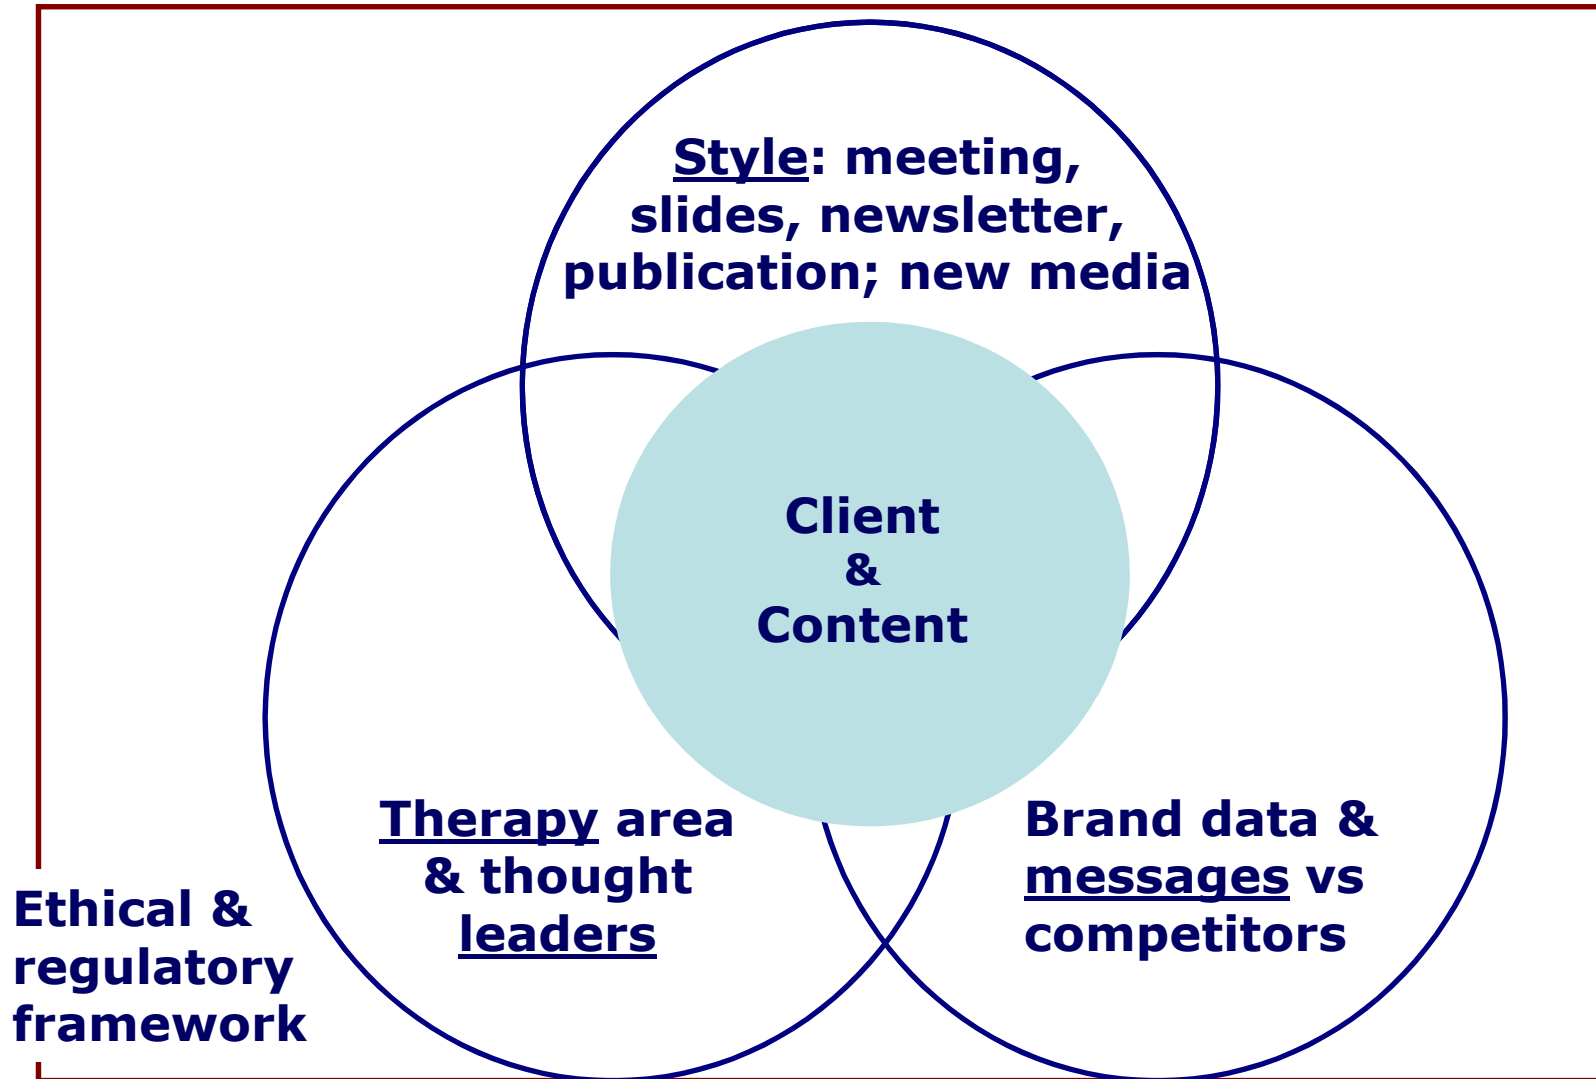 Style: meeting,
slides, newsletter,
publication; new media
Client
&
Content
Therapy area
& thought
leaders
Brand data &
messages vs
competitors
Ethical &
regulatory
framework